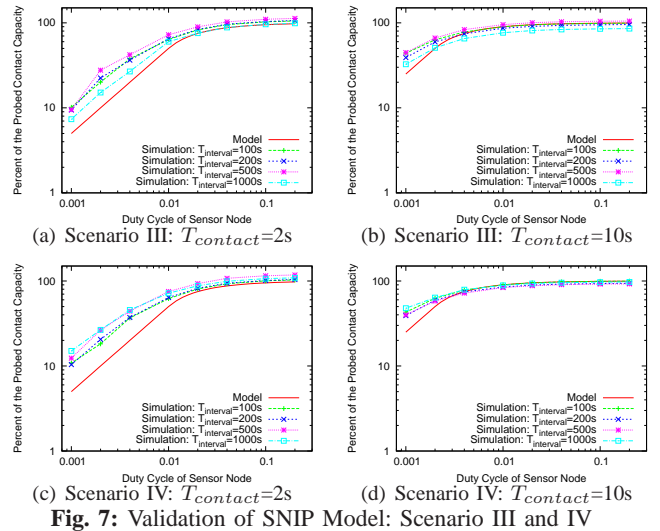 Percent of the Probed Contact Capacity
100
10
1
0.001
0.01
0.1
Duty Cycle of Sensor Node
Model
Simulation: Tinterval=100s
Simulation: Tinterval=200s
Simulation: Tinterval=500s
Simulation: Tinterval=1000s
(a) Scenario III: Tcontact=2s
Percent of the Probed Contact Capacity
100
10
1
0.001
0.01
0.1
Duty Cycle of Sensor Node
Model
Simulation: Tinterval=100s
Simulation: Tinterval=200s
Simulation: Tinterval=500s
Simulation: Tinterval=1000s
(b) Scenario III: Tcontact=10s
Percent of the Probed Contact Capacity
100
10
1
0.001
0.01
0.1
Duty Cycle of Sensor Node
Model
Simulation: Tinterval=100s
Simulation: Tinterval=200s
Simulation: Tinterval=500s
Simulation: Tinterval=1000s
(c) Scenario IV: Tcontact=2s
Percent of the Probed Contact Capacity
100
10
1
0.001
0.01
0.1
Duty Cycle of Sensor Node
Model
Simulation: Tinterval=100s
Simulation: Tinterval=200s
Simulation: Tinterval=500s
Simulation: Tinterval=1000s
(d) Scenario IV: Tcontact=10s
Fig. 7: Validation of SNIP Model: Scenario III and IV